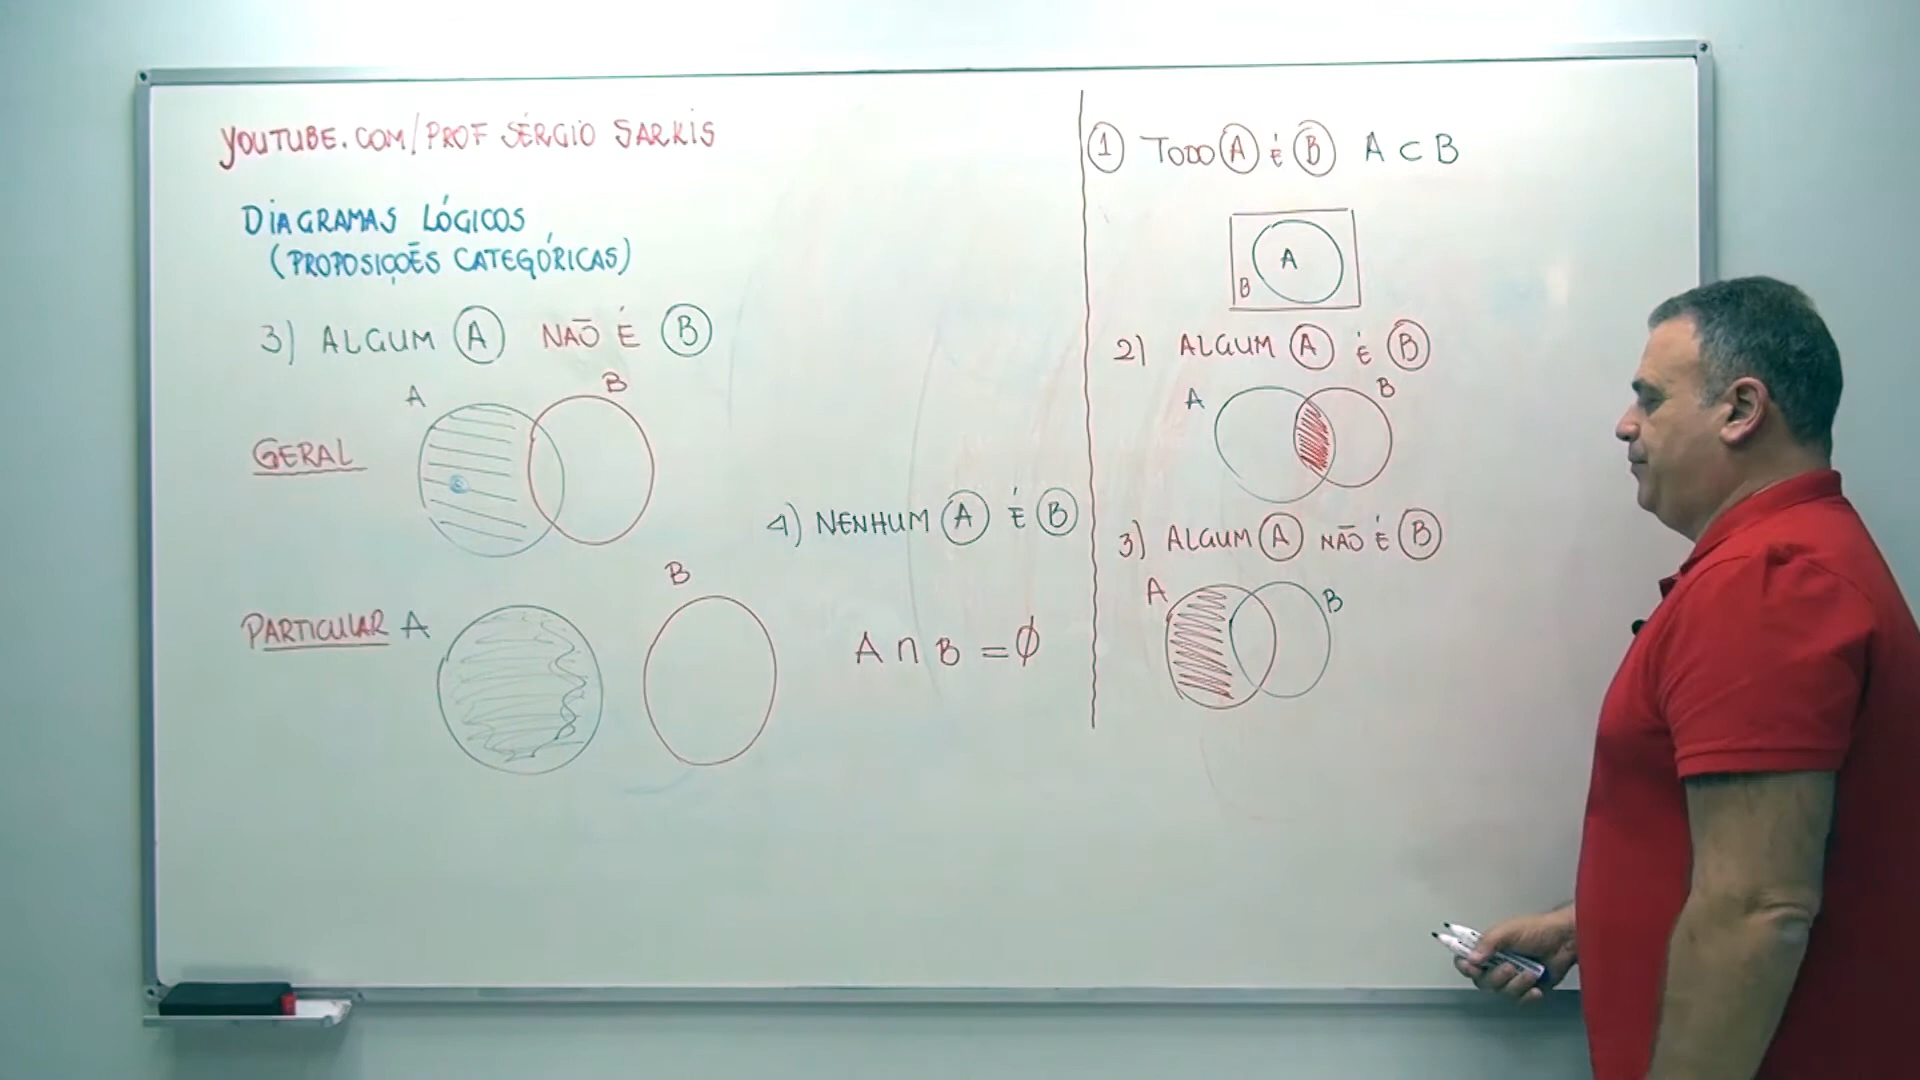 YOUTUBE.COM/PROF SÉRGIO SARKIS
DIAGRAMAS LÓGICOS
(PROPOSIÇÕES CATEGÓRICAS)
3) ALGUM A NÃO É B
A B
GERAL
B
PARTICULAR A
4) NENHUM A É B
A ∩ B = ∅
1 TODO A É B A ⊂ B
A
B
2) ALGUM A É B
A B
3) ALGUM A NÃO É B
A B